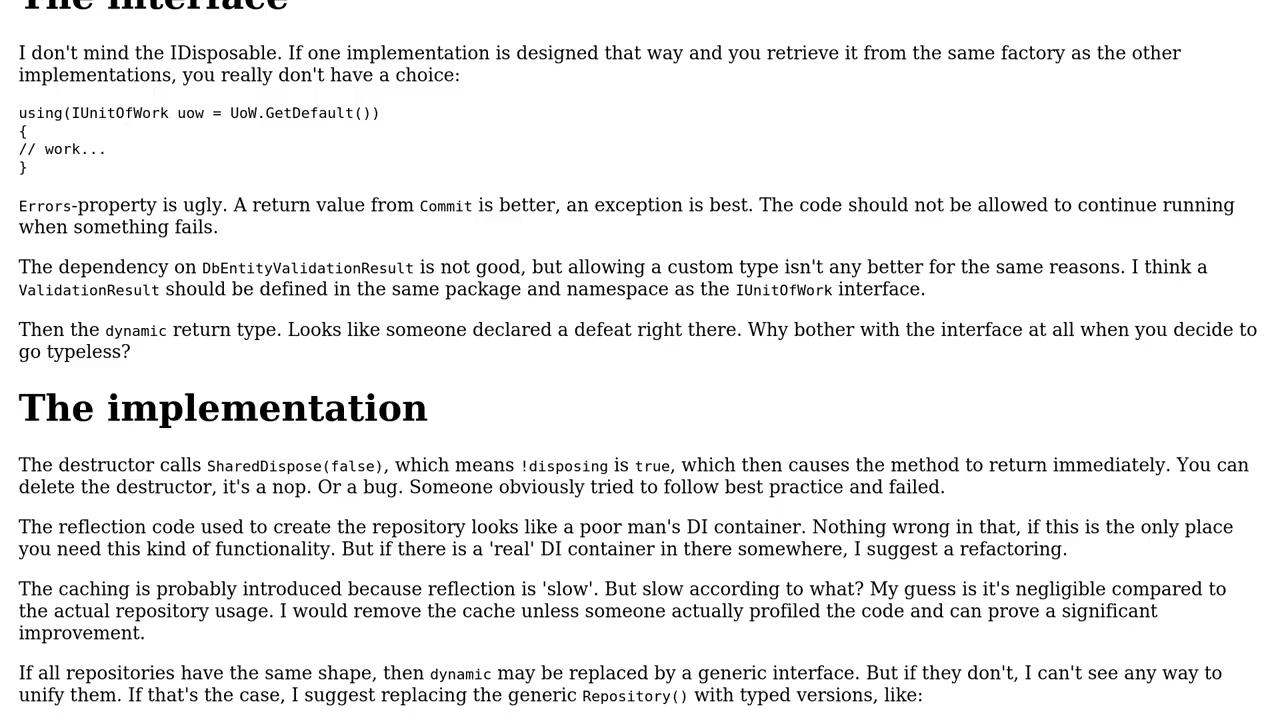 The interface
I don't mind the IDisposable. If one implementation is designed that way and you retrieve it from the same factory as the other
implementations, you really don't have a choice:
using(IUnitOfWork uow = UoW.GetDefault())
{
// work...
}
Errors-property is ugly. A return value from Commit is better, an exception is best. The code should not be allowed to continue running
when something fails.
The dependency on DbEntityValidationResult is not good, but allowing a custom type isn't any better for the same reasons. I think a
ValidationResult should be defined in the same package and namespace as the IUnitOfWork interface.
Then the dynamic return type. Looks like someone declared a defeat right there. Why bother with the interface at all when you decide to
go typeless?
The implementation
The destructor calls SharedDispose(false), which means !disposing is true, which then causes the method to return immediately. You can
delete the destructor, it's a nop. Or a bug. Someone obviously tried to follow best practice and failed.
The reflection code used to create the repository looks like a poor man's DI container. Nothing wrong in that, if this is the only place
you need this kind of functionality. But if there is a 'real' DI container in there somewhere, I suggest a refactoring.
The caching is probably introduced because reflection is 'slow'. But slow according to what? My guess is it's negligible compared to
the actual repository usage. I would remove the cache unless someone actually profiled the code and can prove a significant
improvement.
If all repositories have the same shape, then dynamic may be replaced by a generic interface. But if they don't, I can't see any way to
unify them. If that's the case, I suggest replacing the generic Repository() with typed versions, like: